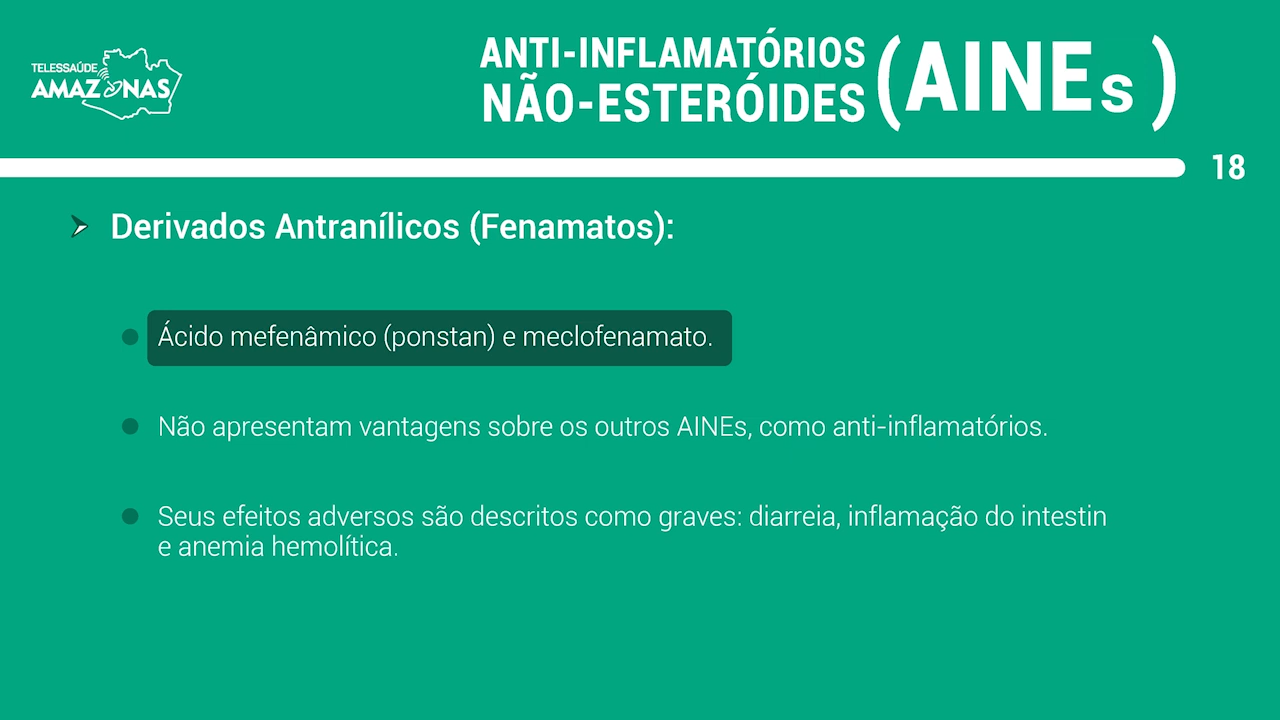 TELESSAÚDE
AMAZONAS
ANTI-INFLAMATÓRIOS
NÃO-ESTERÓIDES
(AINEs)
18
Derivados Antranílicos (Fenamatos):
Ácido mefenâmico (ponstan) e meclofenamato.
Não apresentam vantagens sobre os outros AINEs, como anti-inflamatórios.
Seus efeitos adversos são descritos como graves: diarreia, inflamação do intestin
e anemia hemolítica.